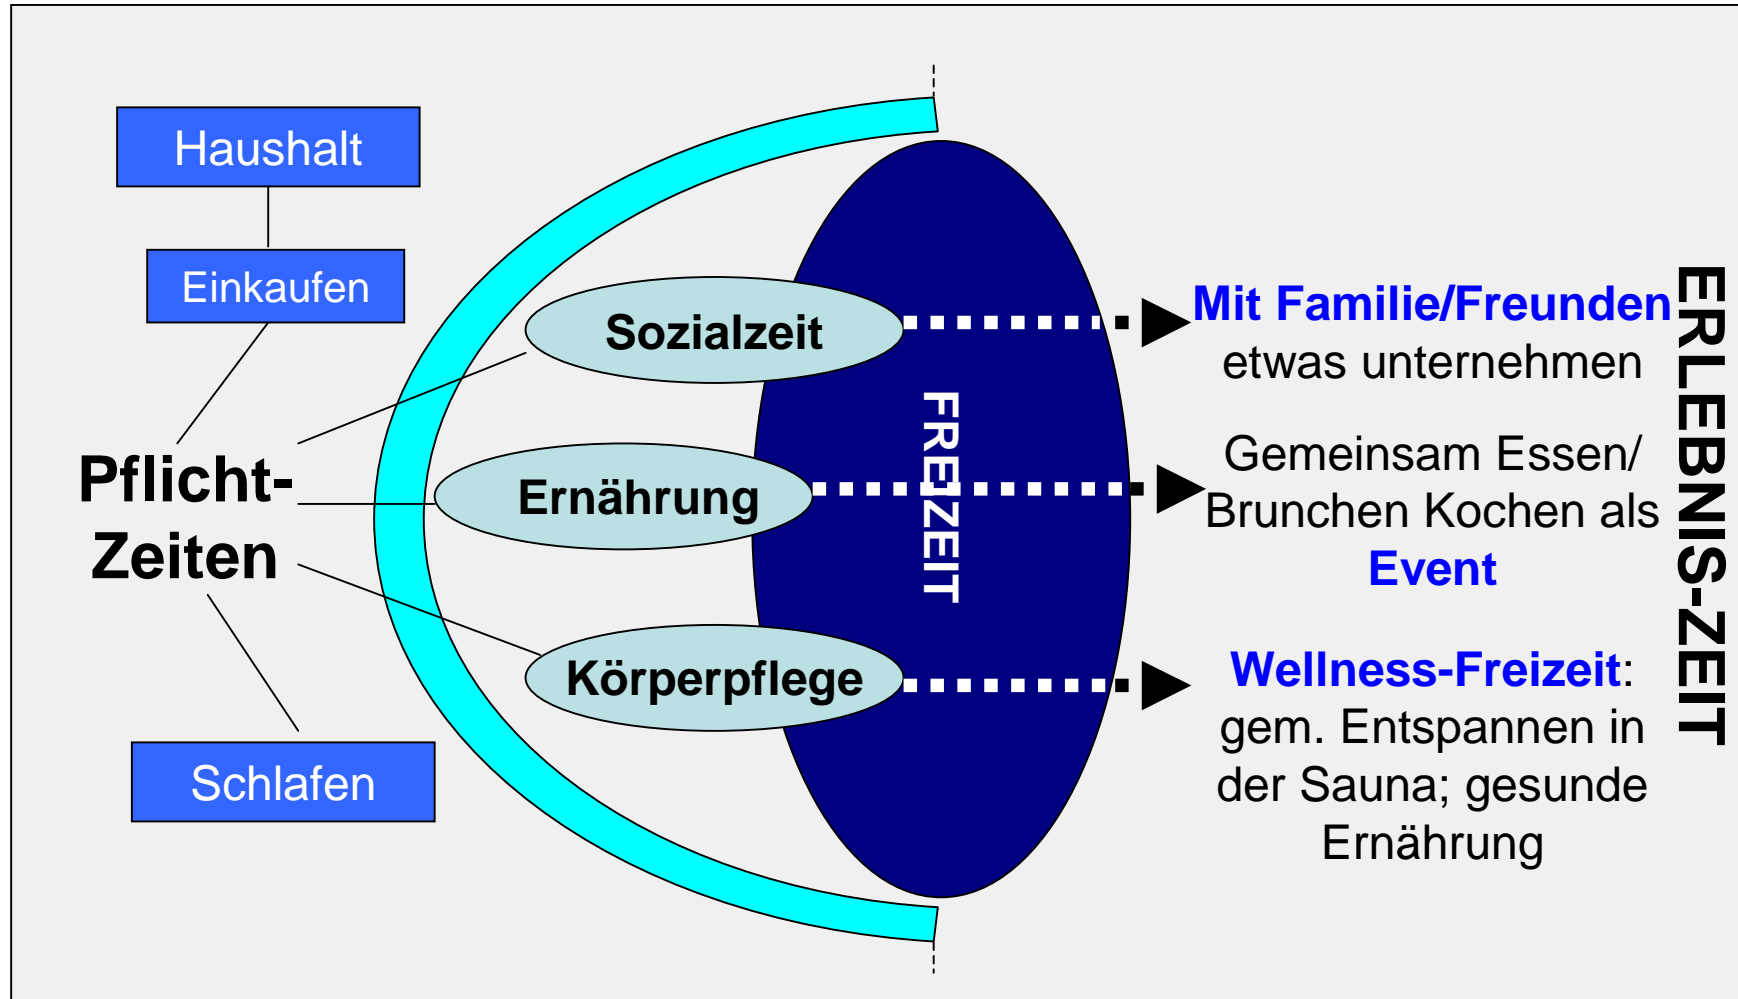 Haushalt
Einkaufen
Pflicht-
Zeiten
Schlafen
Sozialzeit
Ernährung
Körperpflege
FREIZEIT
Mit Familie/Freunden
etwas unternehmen
Gemeinsam Essen/
Brunchen Kochen als
Event
Wellness-Freizeit:
gem. Entspannen in
der Sauna; gesunde
Ernährung
ERLEBNIS-ZEIT